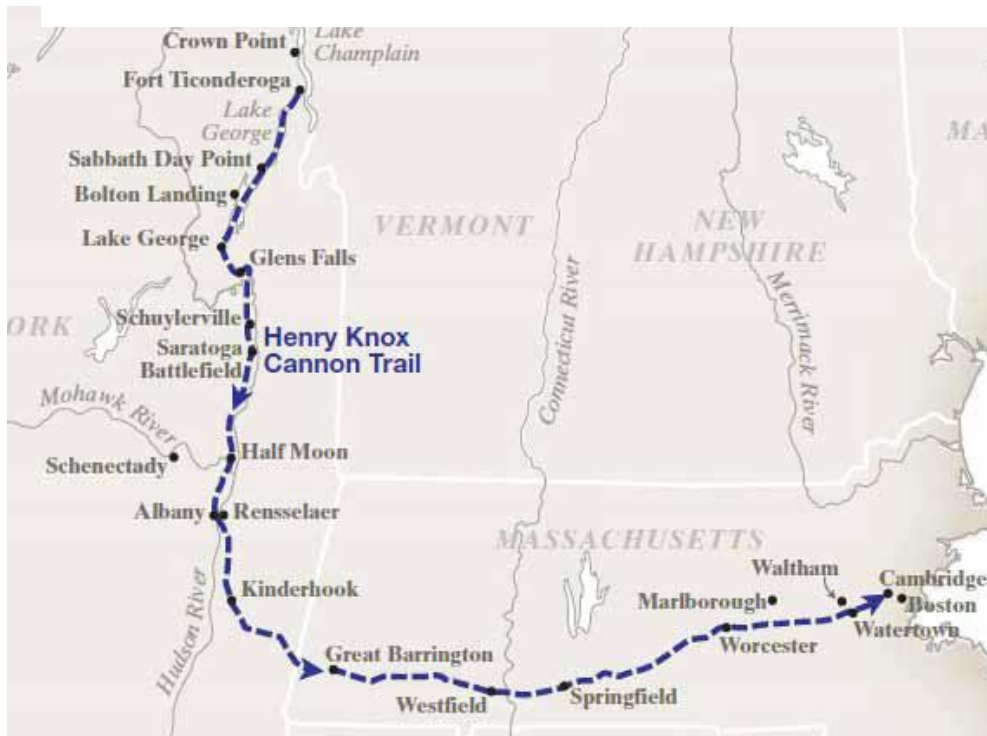 Crown Point
Lake
Champlain
Fort Ticonderoga
Lake
George
MA
Sabbath Day Point
Bolton Landing
VERMONT
NEW
HAMPSHIRE
Lake George
Glens Falls
Connecticut River
Merrimack River
ORK
Schuylerville
Henry Knox
Cannon Trail
Saratoga
Battlefield
Mohawk River
Half Moon
Schenectady
Albany
Rensselaer
MASSACHUSETTS
Waltham
Cambridge
Kinderhook
Marlborough
Boston
Watertown
Hudson River
Worcester
Great Barrington
Westfield
Springfield